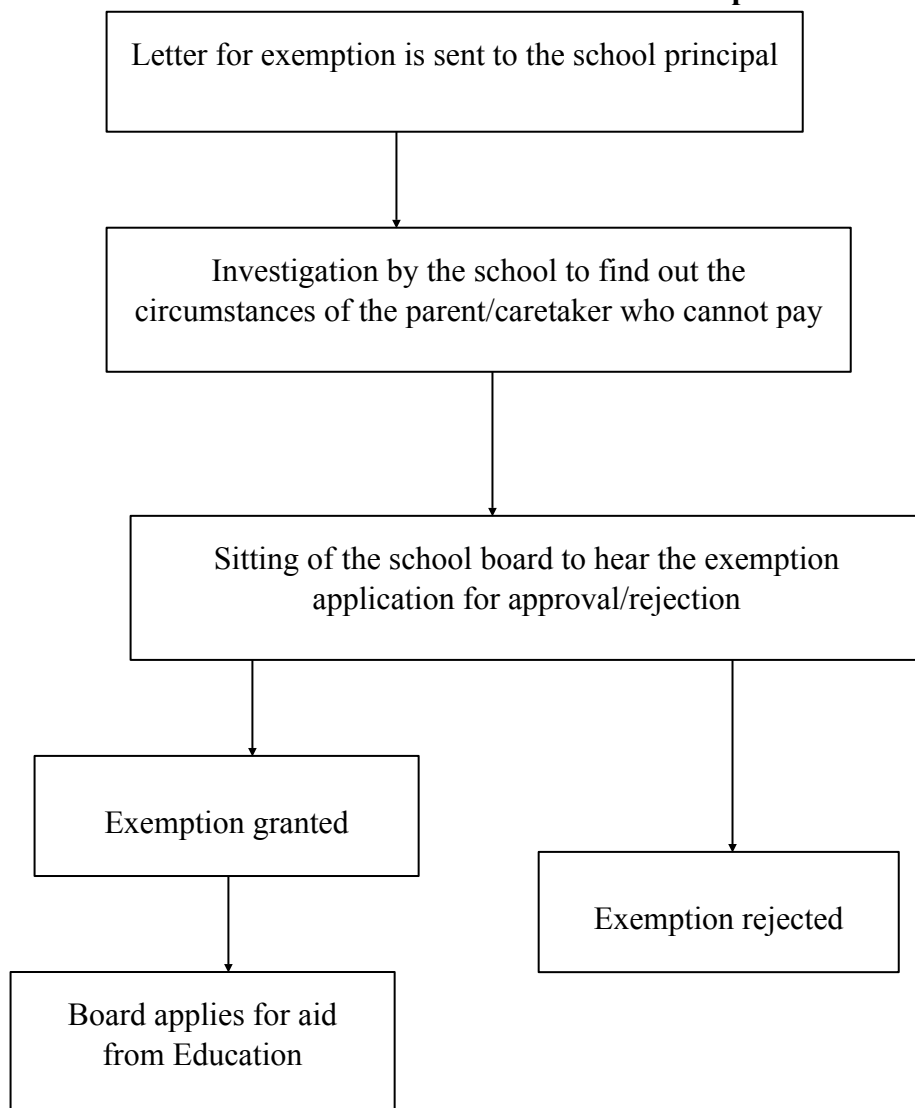 Letter for exemption is sent to the school principal
Investigation by the school to find out the
circumstances of the parent/caretaker who cannot pay
Sitting of the school board to hear the exemption
application for approval/rejection
Exemption granted
Exemption rejected
Board applies for aid
from Education